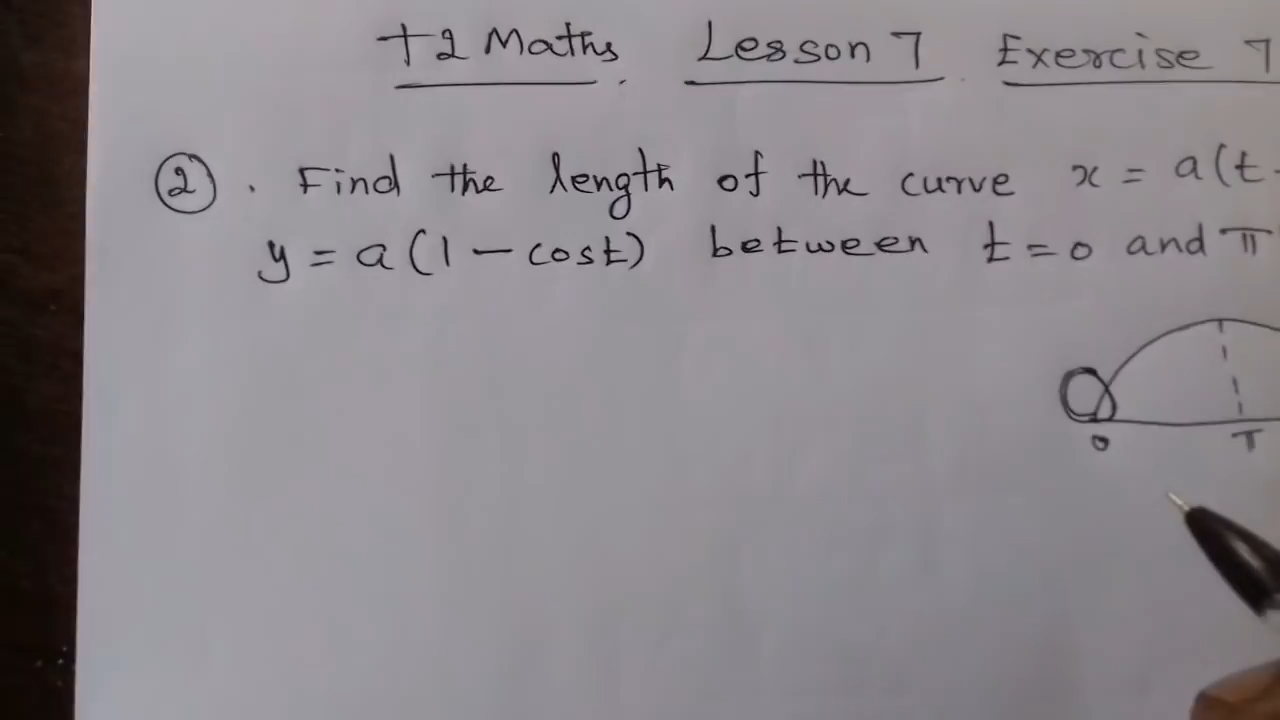 +2 Maths. Lesson 7. Exercise 7
②. Find the length of the curve x = a(t-
y = a(1 - cost) between t = 0 and π
0 π